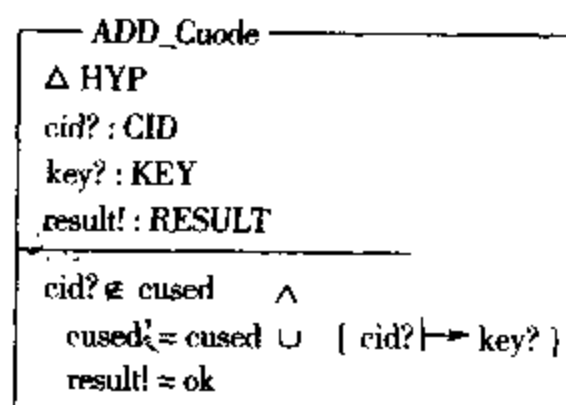 ADD_Cuode
Δ HYP
cid? : CID
key? : KEY
result! : RESULT
cid? ∉ cused ∧
cused' = cused ∪ { cid? ↦ key? }
result! = ok